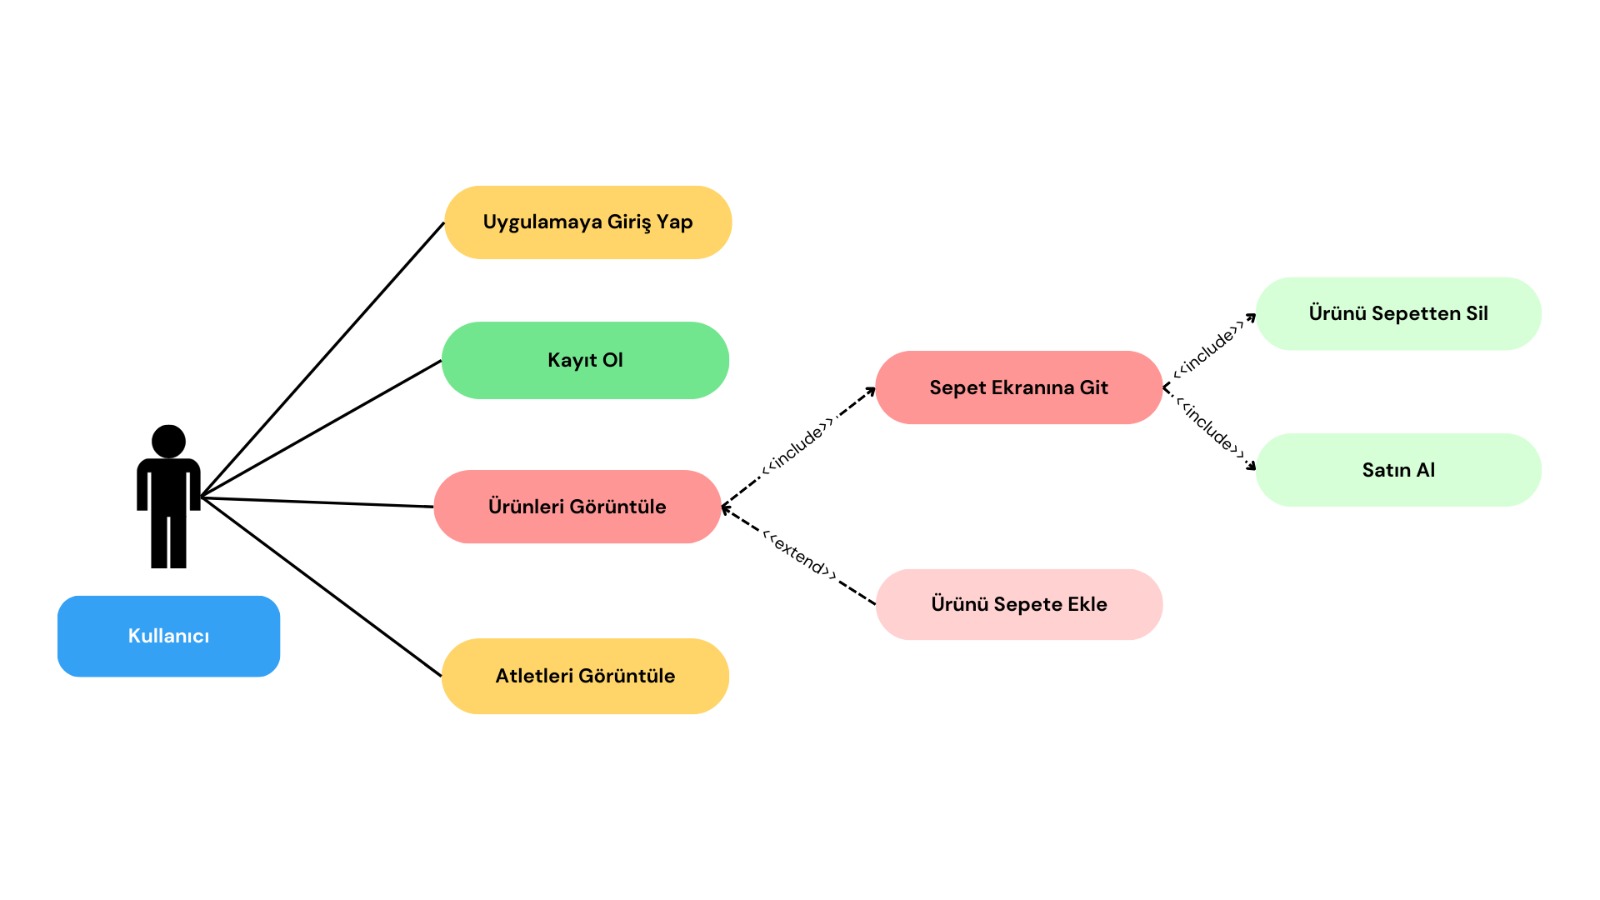 Uygulamaya Giriş Yap
Kayıt Ol
Ürünleri Görüntüle
Atletleri Görüntüle
Kullanıcı
<<include>>
<<extend>>
Sepet Ekranına Git
Ürünü Sepete Ekle
<<include>>
<<include>>
Ürünü Sepetten Sil
Satın Al